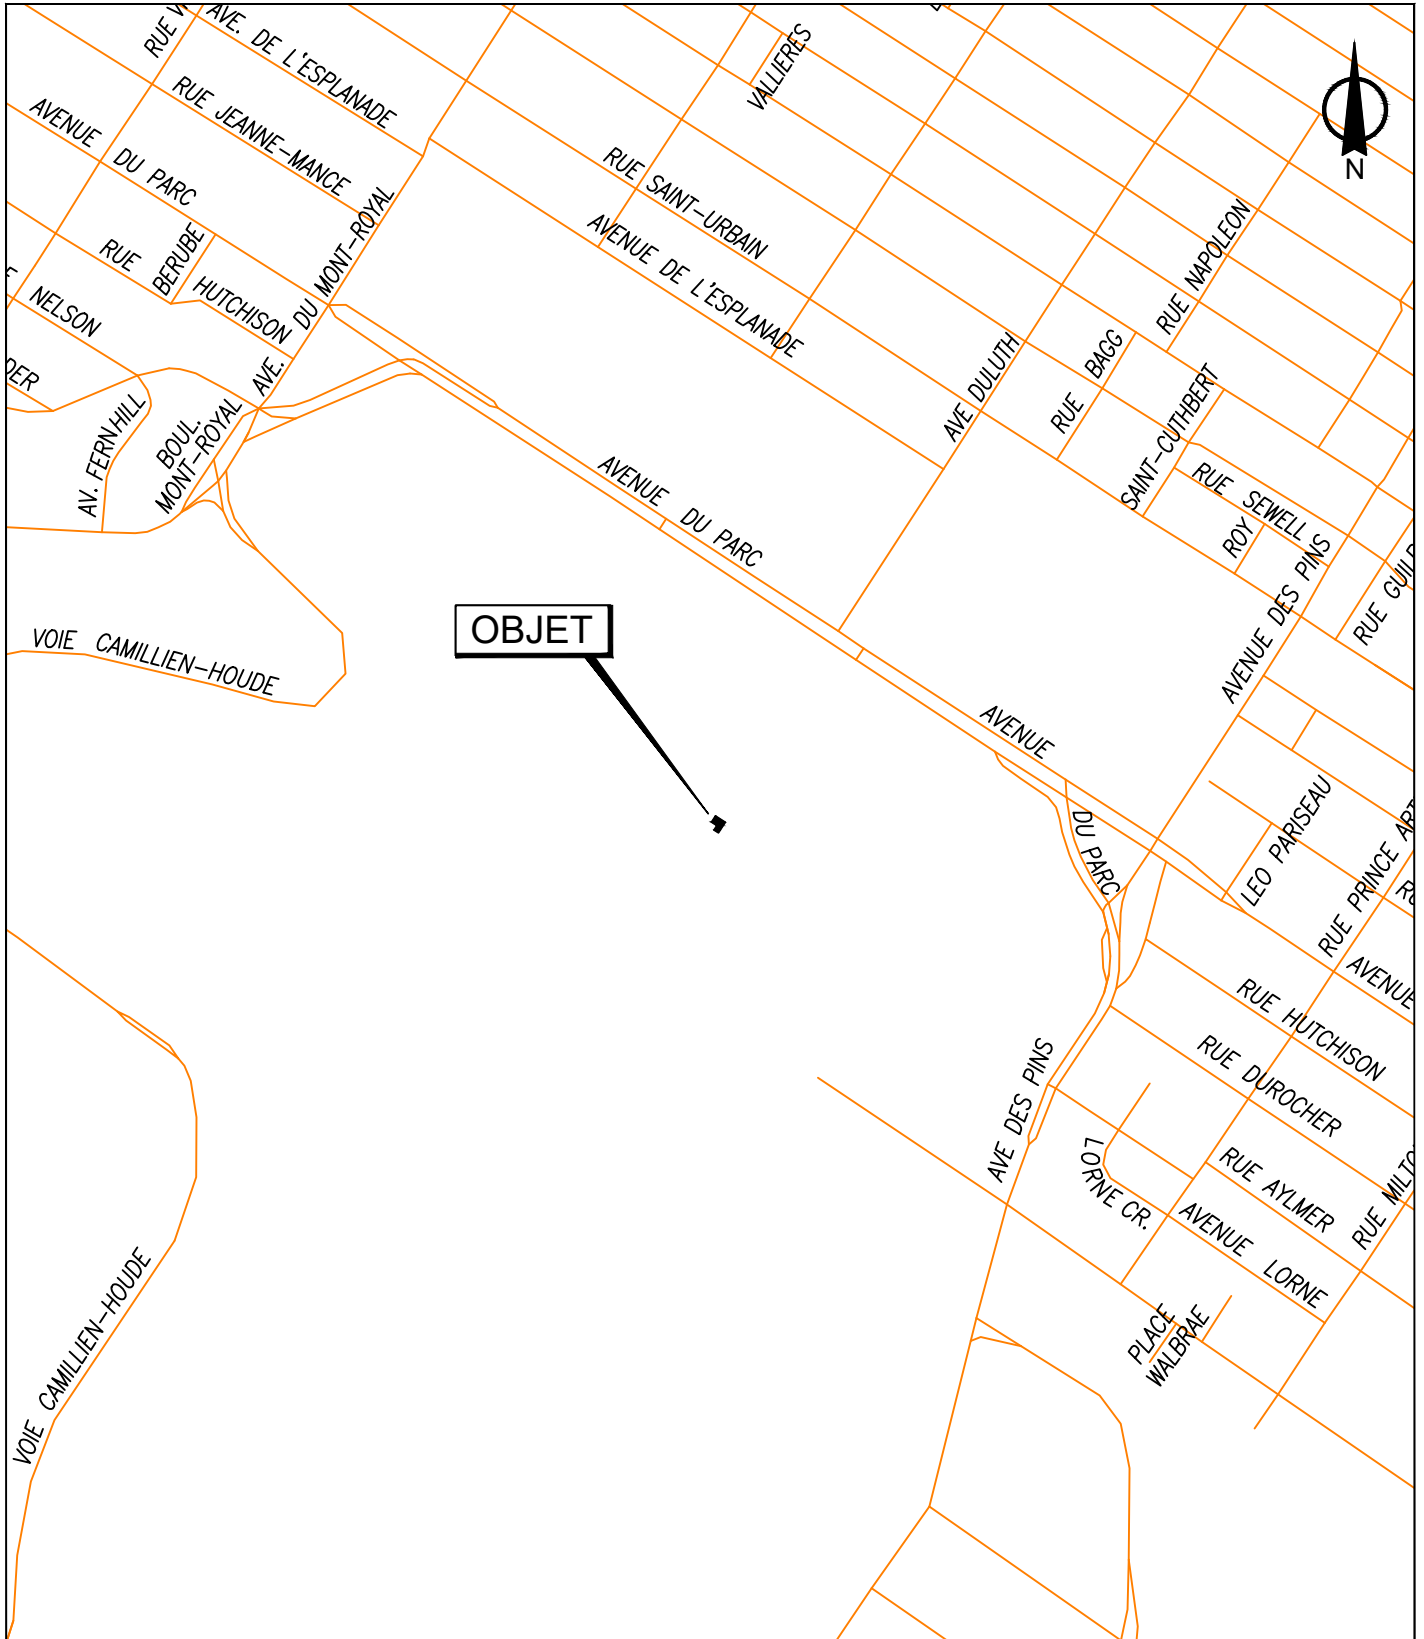 AVE. DE L'ESPLANADE
VALLIERES
RUE JEANNE-MANCE
AVENUE DU PARC
N
RUE SAINT-URBAIN
AVENUE DE L'ESPLANADE
RUE NAPOLEON
RUE HUTCHISON
BERUBE
AVE. DU MONT-ROYAL
NELSON
AVE DULUTH
RUE BAGG
SAINT-CUTHBERT
AV. FERNHILL
BOUL.
MONT-ROYAL
AVENUE DU PARC
RUE SEWELL
ROY
AVENUE DES PINS
RUE
OBJET
VOIE CAMILLIEN-HOUDE
AVENUE
DU PARC
LEO PARISEAU
RUE PRINCE
AVENUE
RUE HUTCHISON
RUE DUROCHER
AVE DES PINS
LORNE CR.
RUE AYLMER
RUE
AVENUE LORNE
PLACE
WALBRAE
VOIE CAMILLIEN-HOUDE